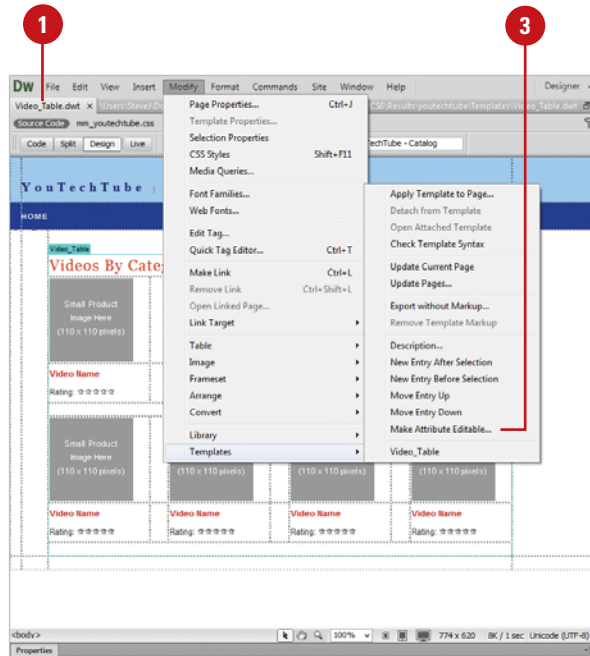 1
3
DW File Edit View Insert Modify Format Commands Site Window Help Designer
Video_Table.dwt × CS6\Results\youtechtube\Templates\Video_Table.dwt
Source Code mm_youtechtube.css
Code Split Design Live TechTube - Catalog
YouTechTube |
HOME
Video_Table
Videos By Cate
Small Product
Image Here
(110 x 110 pixels)
Video Name
Rating: ☆☆☆☆☆
Small Product
Image Here
(110 x 110 pixels) (110 x 110 pixels) (110 x 110 pixels) (110 x 110 pixels)
Video Name Video Name Video Name Video Name
Rating: ☆☆☆☆☆ Rating: ☆☆☆☆☆ Rating: ☆☆☆☆☆ Rating: ☆☆☆☆☆
Page Properties... Ctrl+J
Template Properties...
Selection Properties
CSS Styles Shift+F11
Media Queries...
Font Families...
Web Fonts...
Edit Tag...
Quick Tag Editor... Ctrl+T
Make Link Ctrl+L
Remove Link Ctrl+Shift+L
Open Linked Page...
Link Target
Table
Image
Frameset
Arrange
Convert
Library
Templates
Apply Template to Page...
Detach from Template
Open Attached Template
Check Template Syntax
Update Current Page
Update Pages...
Export without Markup...
Remove Template Markup
Description...
New Entry After Selection
New Entry Before Selection
Move Entry Up
Move Entry Down
Make Attribute Editable...
Video_Table
<body> 100% 774 x 620 8K / 1 sec Unicode (UTF-8)
Properties